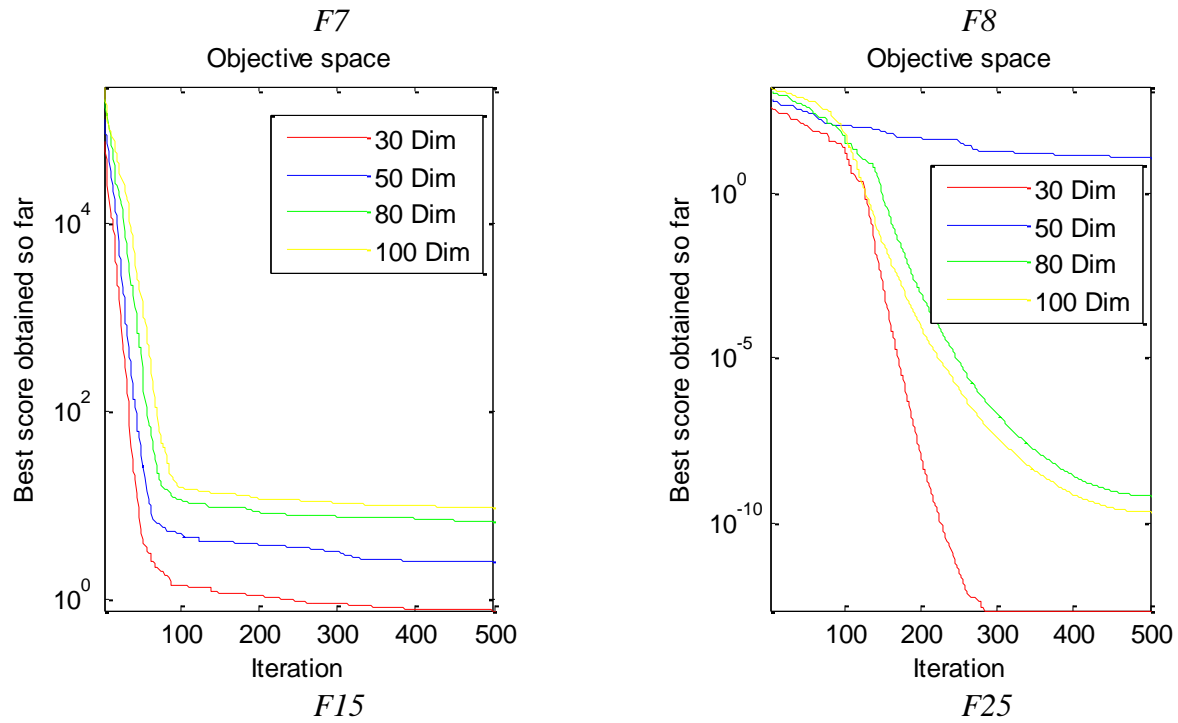 F7
Objective space
Best score obtained so far
10^4
10^2
10^0
30 Dim
50 Dim
80 Dim
100 Dim
100 200 300 400 500
Iteration
F15
F8
Objective space
Best score obtained so far
10^0
10^-5
10^-10
30 Dim
50 Dim
80 Dim
100 Dim
100 200 300 400 500
Iteration
F25